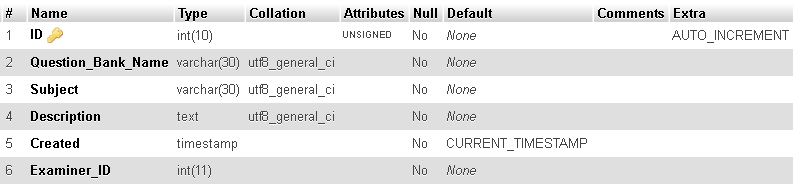 # Name Type Collation Attributes Null Default Comments Extra
1 ID int(10) UNSIGNED No None AUTO_INCREMENT
2 Question_Bank_Name varchar(30) utf8_general_ci No None
3 Subject varchar(30) utf8_general_ci No None
4 Description text utf8_general_ci No None
5 Created timestamp No CURRENT_TIMESTAMP
6 Examiner_ID int(11) No None